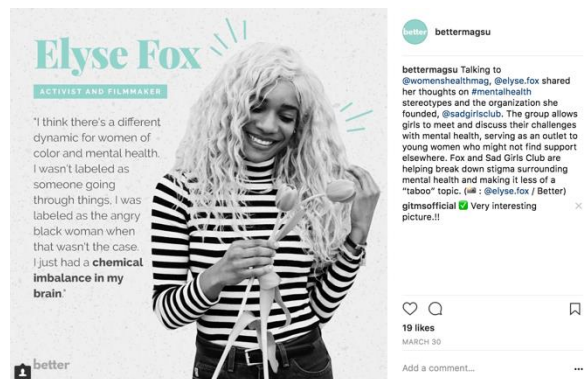 Elyse Fox
ACTIVIST AND FILMMAKER
"I think there's a different
dynamic for women of
color and mental health.
I wasn't labeled as
someone going
through things, I was
labeled as the angry
black woman when
that wasn't the case.
I just had a chemical
imbalance in my
brain."
better
better
bettermagsu
bettermagsu Talking to
@womenshealthmag, @elyse.fox shared
her thoughts on #mentalhealth
stereotypes and the organization she
founded, @sadgirlsclub. The group allows
girls to meet and discuss their challenges
with mental health, serving as an outlet to
young women who might not find support
elsewhere. Fox and Sad Girls Club are
helping break down stigma surrounding
mental health and making it less of a
"taboo" topic. (📷 : @elyse.fox / Better)
gitmsofficial ✅ Very interesting
picture.!!
19 likes
MARCH 30
Add a comment...